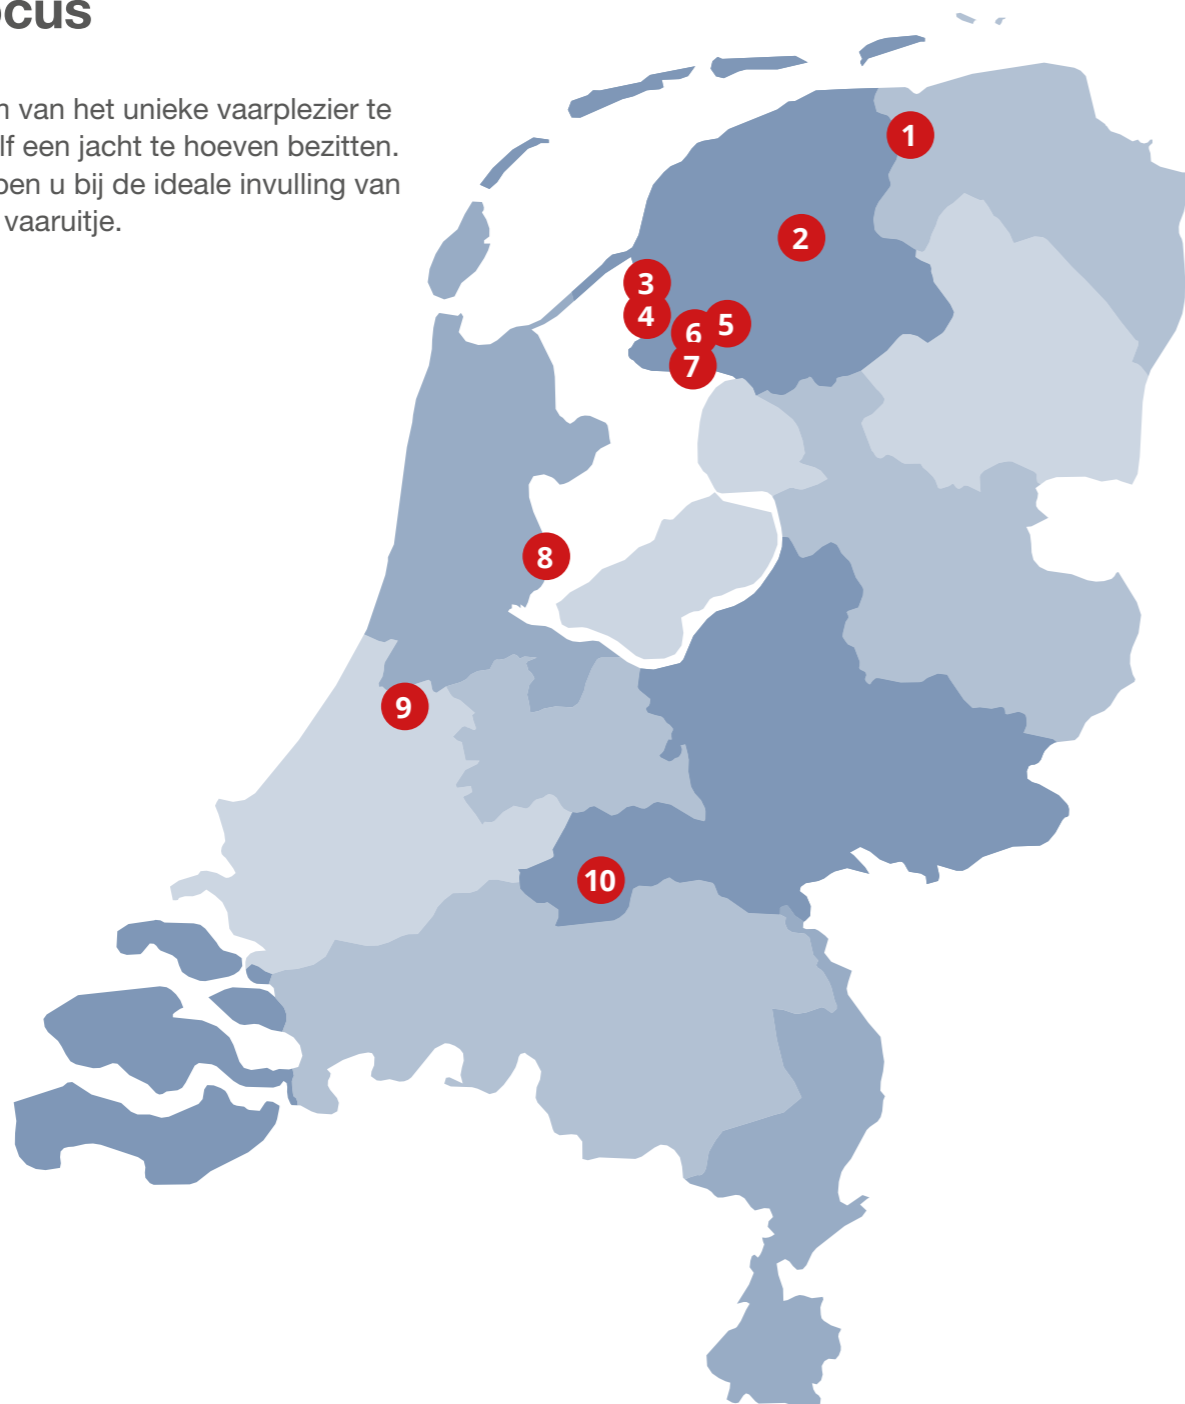 ocus
n van het unieke vaarplezier te
lf een jacht te hoeven bezitten.
pen u bij de ideale invulling van
vaaruitje.
1
2
3
4
5
6
7
8
9
10